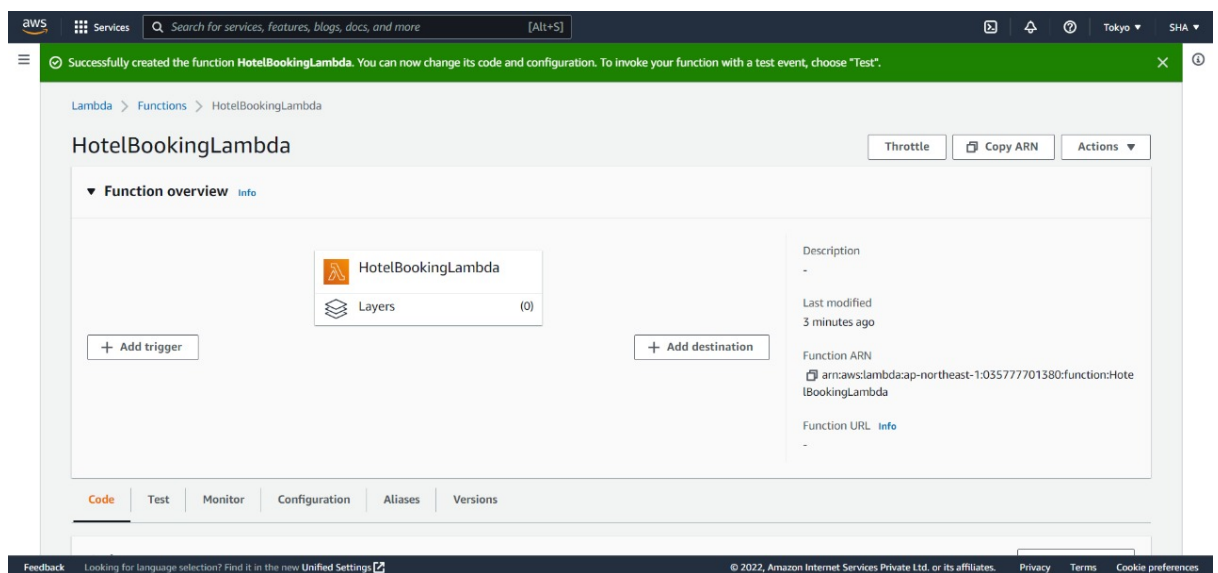 aws
Services
Search for services, features, blogs, docs, and more
[Alt+S]
Tokyo ▼
SHA ▼
Successfully created the function HotelBookingLambda. You can now change its code and configuration. To invoke your function with a test event, choose "Test".
Lambda > Functions > HotelBookingLambda
HotelBookingLambda
Throttle
Copy ARN
Actions ▼
▼ Function overview Info
HotelBookingLambda
Layers (0)
+ Add trigger
+ Add destination
Description
-
Last modified
3 minutes ago
Function ARN
arn:aws:lambda:ap-northeast-1:035777701380:function:Hote
lBookingLambda
Function URL Info
-
Code
Test
Monitor
Configuration
Aliases
Versions
Feedback
Looking for language selection? Find it in the new Unified Settings
© 2022, Amazon Internet Services Private Ltd. or its affiliates.
Privacy
Terms
Cookie preferences